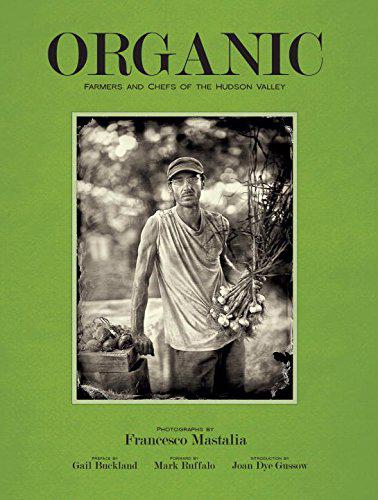 ORGANIC
Farmers and Chefs of the Hudson Valley
Photographs by
Francesco Mastalia
Preface by Forward by Introduction by
Gail Buckland Mark Ruffalo Joan Dye Gussow